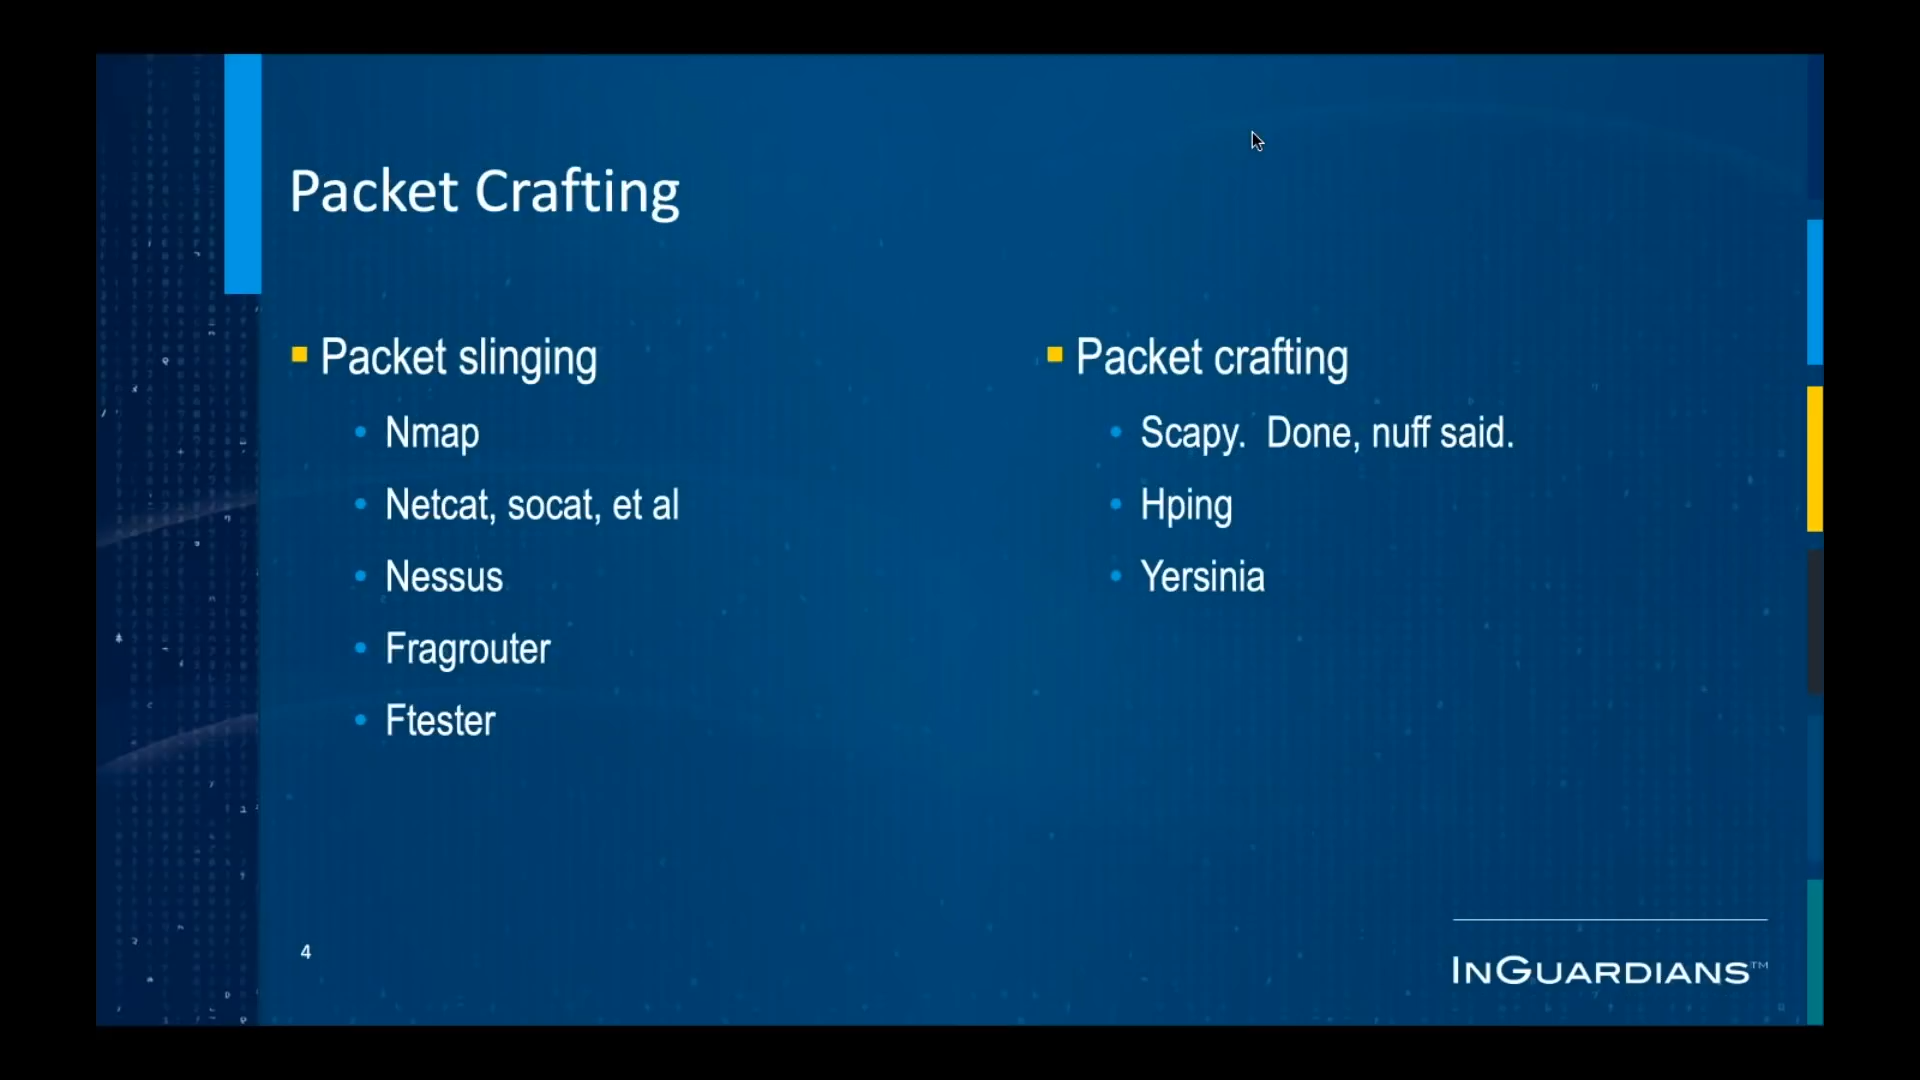 Packet Crafting
Packet slinging
Nmap
Netcat, socat, et al
Nessus
Fragrouter
Ftester
Packet crafting
Scapy.  Done, nuff said.
Hping
Yersinia
4
INGUARDIANS™